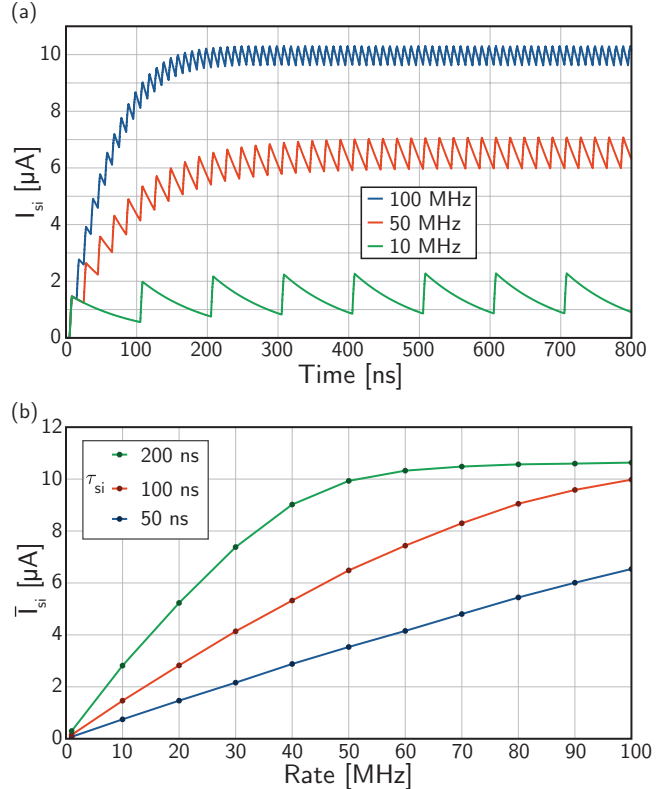 (a)
10
8
6
4
2
0
I_si [µA]
100 MHz
50 MHz
10 MHz
0 100 200 300 400 500 600 700 800
Time [ns]
(b)
12
10
8
6
4
2
0
Ī_si [µA]
τ_si
200 ns
100 ns
50 ns
0 10 20 30 40 50 60 70 80 90 100
Rate [MHz]